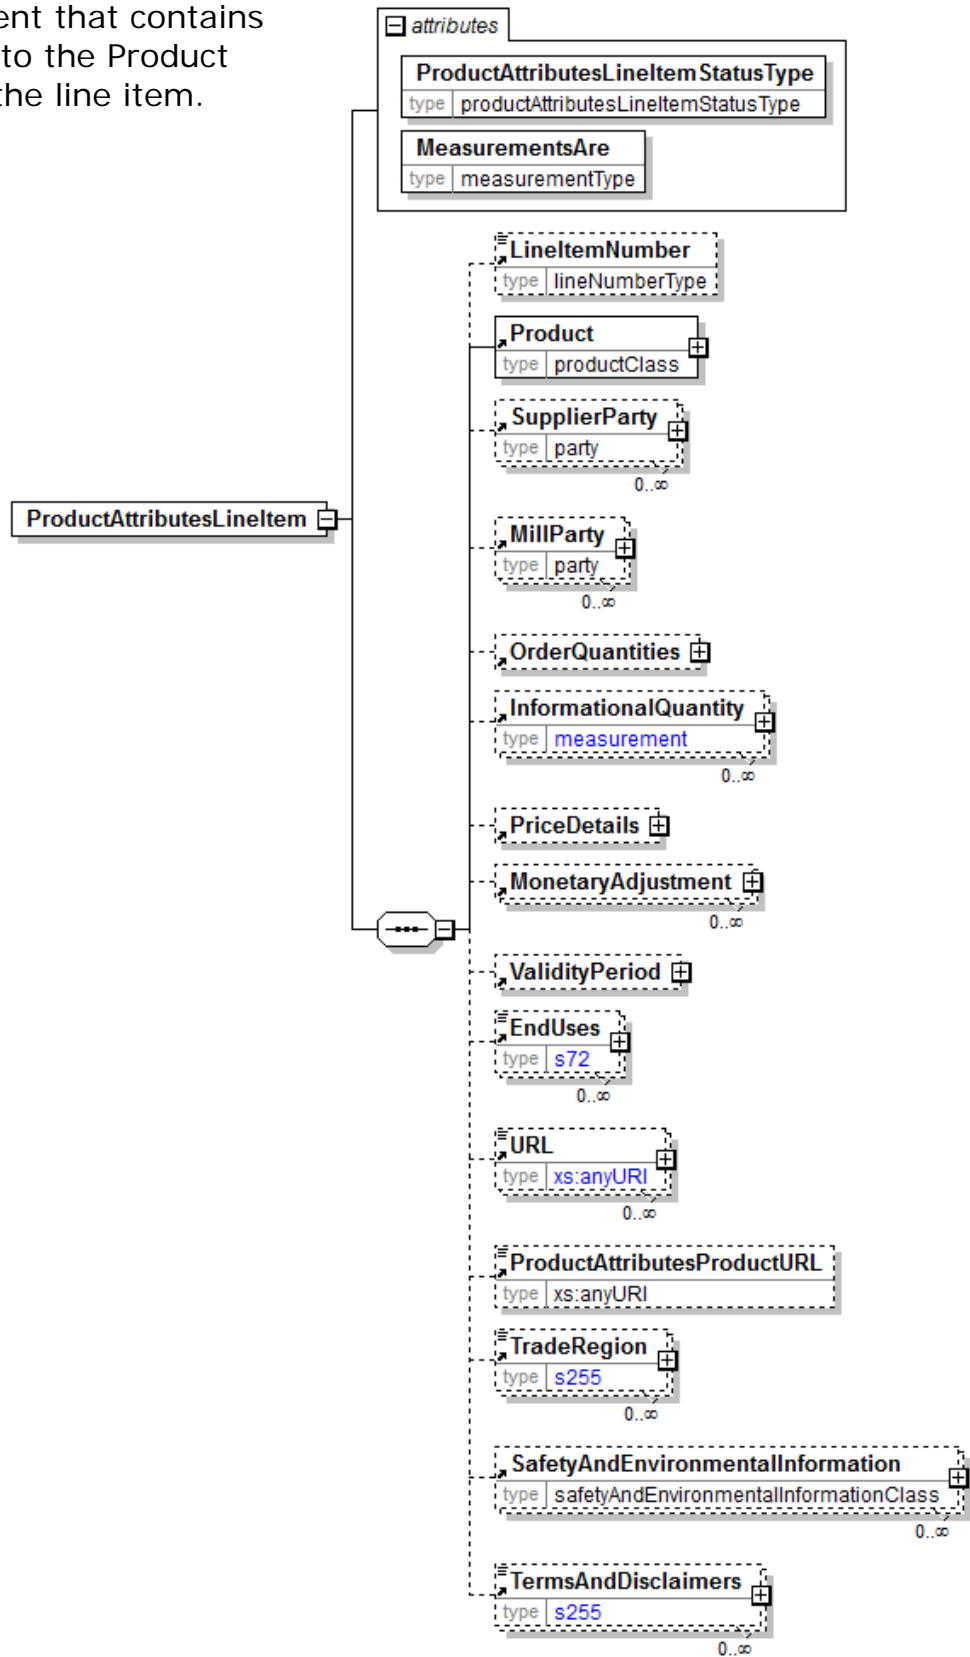 ent that contains
to the Product
the line item.
attributes
ProductAttributesLineItemStatusType
type productAttributesLineItemStatusType
MeasurementsAre
type measurementType
LineItemNumber
type lineNumberType
Product
type productClass
SupplierParty
type party
0..∞
ProductAttributesLineItem
MillParty
type party
0..∞
OrderQuantities
InformationalQuantity
type measurement
0..∞
PriceDetails
MonetaryAdjustment
0..∞
ValidityPeriod
EndUses
type s72
0..∞
URL
type xs:anyURI
0..∞
ProductAttributesProductURL
type xs:anyURI
TradeRegion
type s255
0..∞
SafetyAndEnvironmentalInformation
type safetyAndEnvironmentalInformationClass
0..∞
TermsAndDisclaimers
type s255
0..∞